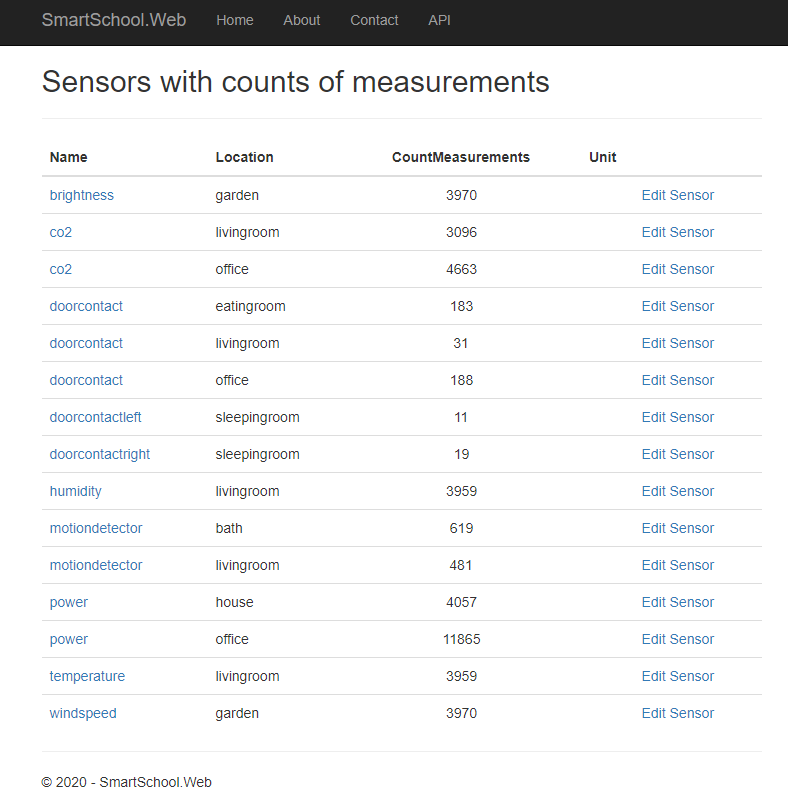 SmartSchool.Web Home About Contact API
Sensors with counts of measurements
Name Location CountMeasurements Unit
brightness garden 3970 Edit Sensor
co2 livingroom 3096 Edit Sensor
co2 office 4663 Edit Sensor
doorcontact eatingroom 183 Edit Sensor
doorcontact livingroom 31 Edit Sensor
doorcontact office 188 Edit Sensor
doorcontactleft sleepingroom 11 Edit Sensor
doorcontactright sleepingroom 19 Edit Sensor
humidity livingroom 3959 Edit Sensor
motiondetector bath 619 Edit Sensor
motiondetector livingroom 481 Edit Sensor
power house 4057 Edit Sensor
power office 11865 Edit Sensor
temperature livingroom 3959 Edit Sensor
windspeed garden 3970 Edit Sensor
© 2020 - SmartSchool.Web